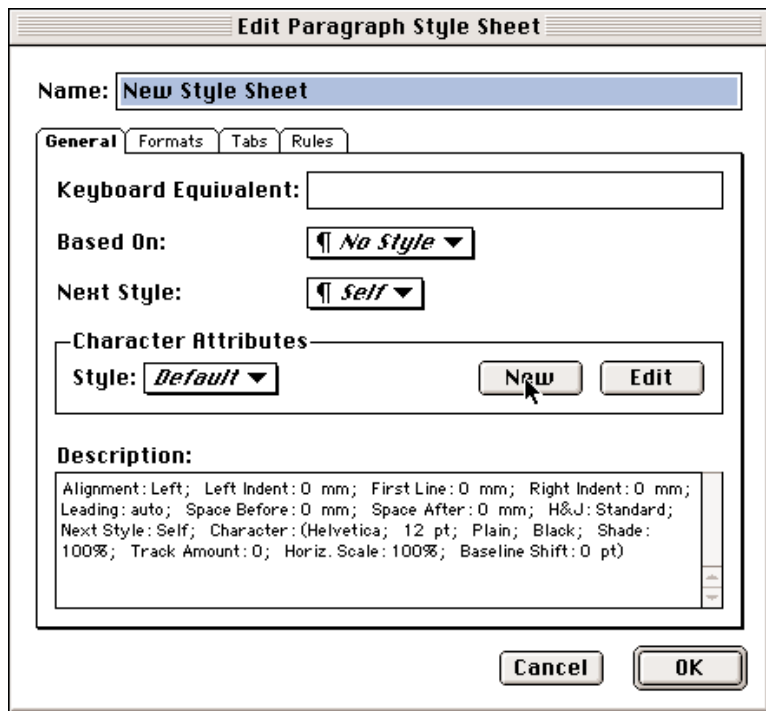 Edit Paragraph Style Sheet
Name: New Style Sheet
General Formats Tabs Rules
Keyboard Equivalent:
Based On: ¶ No Style
Next Style: ¶ Self
Character Attributes
Style: Default New Edit
Description:
Alignment: Left; Left Indent: 0 mm; First Line: 0 mm; Right Indent: 0 mm;
Leading: auto; Space Before: 0 mm; Space After: 0 mm; H&J: Standard;
Next Style: Self; Character: (Helvetica; 12 pt; Plain; Black; Shade:
100%; Track Amount: 0; Horiz. Scale: 100%; Baseline Shift: 0 pt)
Cancel OK